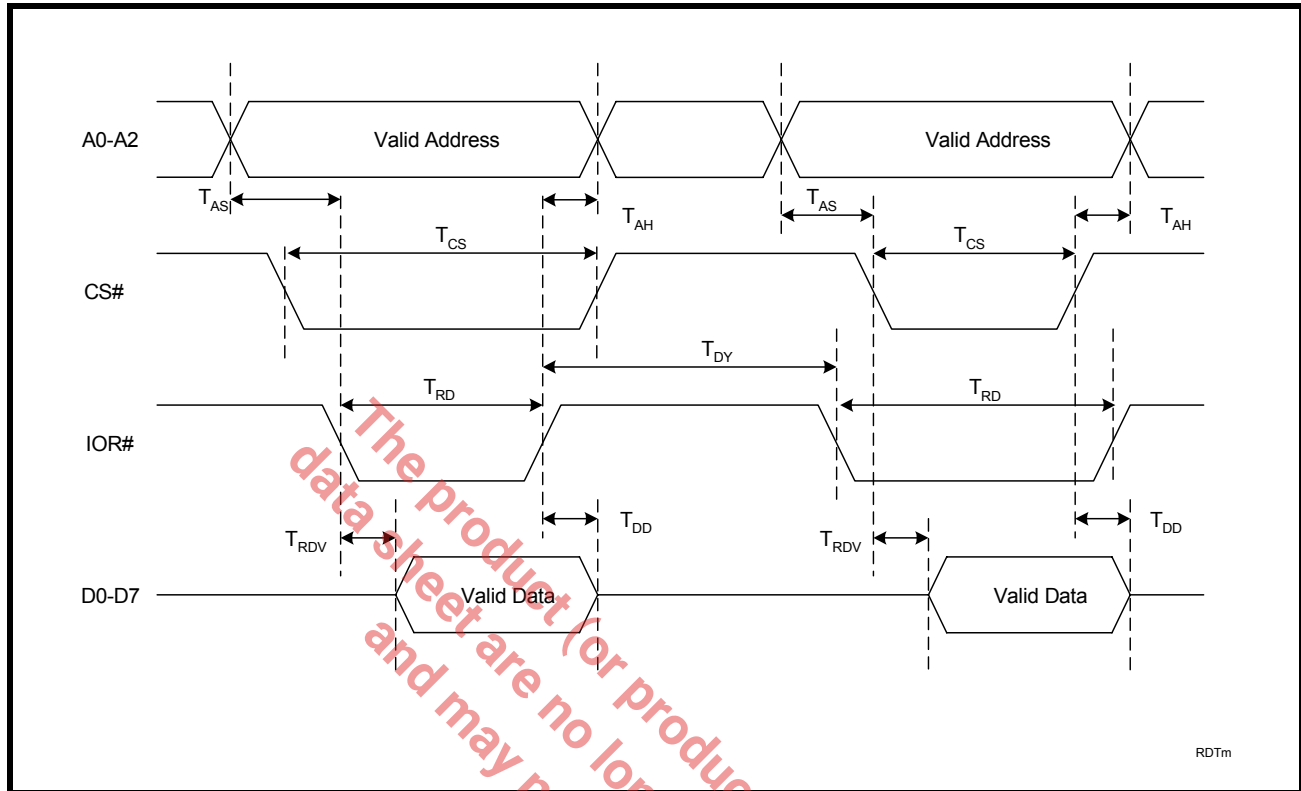 A0-A2
Valid Address
Valid Address
TAS
TAH
TAS
TAH
TCS
TCS
CS#
TDY
TRD
TRD
IOR#
TRDV
TDD
TRDV
TDD
D0-D7
Valid Data
Valid Data
The product (or produc
data sheet are no lon
and may n
RDTm